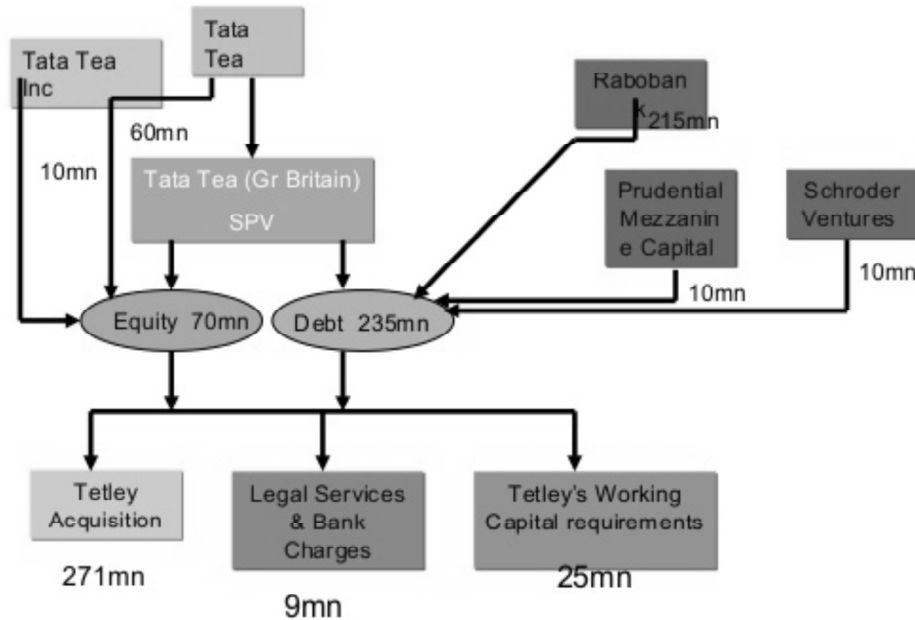 Tata Tea
Inc
Tata
Tea
Raboban
k
215mn
60mn
10mn
Tata Tea (Gr Britain)
SPV
Prudential
Mezzanin
e Capital
Schroder
Ventures
10mn
10mn
Equity 70mn
Debt 235mn
Tetley
Acquisition
Legal Services
& Bank
Charges
Tetley's Working
Capital requirements
271mn
9mn
25mn